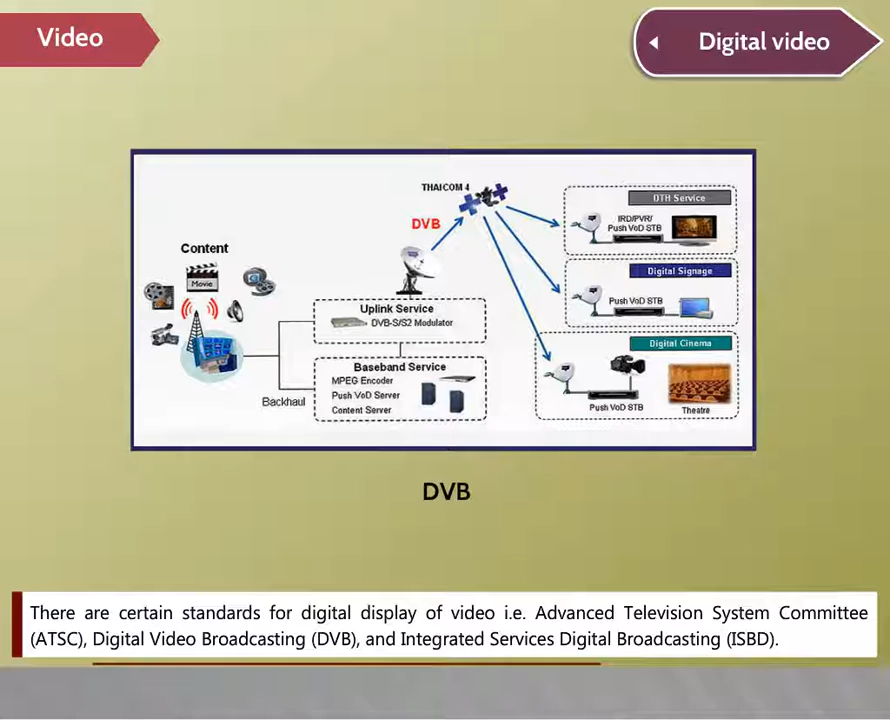 Video
Digital video
THAICOM 4
DVB
Content
Movie
Uplink Service
DVB-S/S2 Modulator
Baseband Service
MPEG Encoder
Push VoD Server
Content Server
Backhaul
DTH Service
IRD/PVR/
Push VoD STB
Digital Signage
Push VoD STB
Digital Cinema
Push VoD STB
Theatre
DVB
There are certain standards for digital display of video i.e. Advanced Television System Committee
(ATSC), Digital Video Broadcasting (DVB), and Integrated Services Digital Broadcasting (ISBD).